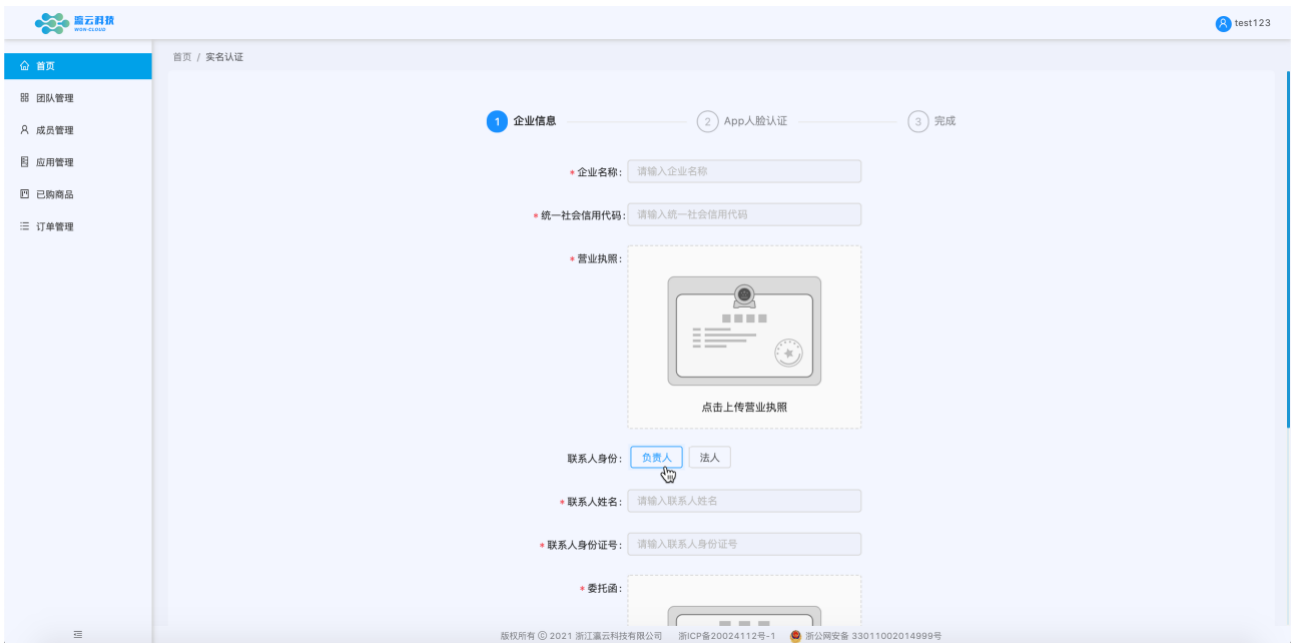 瀛云科技
WON-CLOUD
test123
首页
团队管理
成员管理
应用管理
已购商品
订单管理
首页 / 实名认证
1 企业信息
2 App人脸认证
3 完成
* 企业名称: 请输入企业名称
* 统一社会信用代码: 请输入统一社会信用代码
* 营业执照:
点击上传营业执照
联系人身份: 负责人 法人
* 联系人姓名: 请输入联系人姓名
* 联系人身份证号: 请输入联系人身份证号
* 委托函:
版权所有 © 2021 浙江瀛云科技有限公司 浙ICP备20024112号-1 浙公网安备 33011002014999号